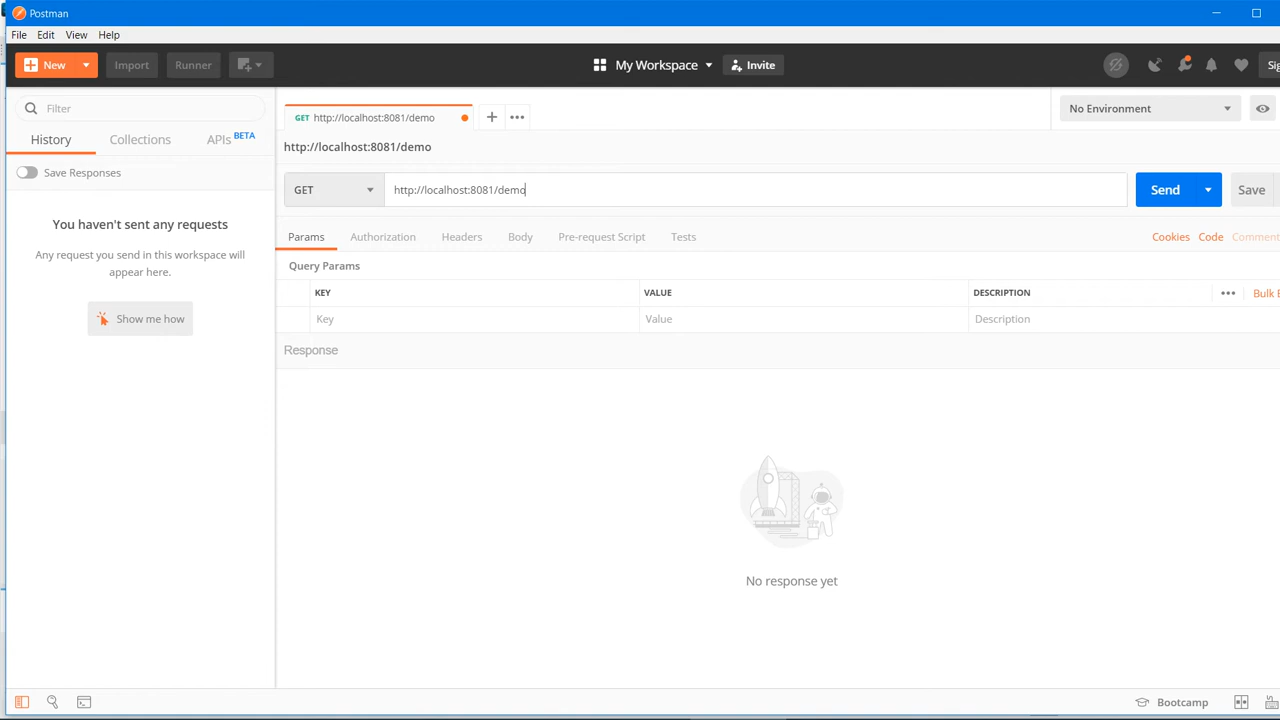 Postman
File Edit View Help
New Import Runner My Workspace Invite
Filter
History Collections APIs BETA
Save Responses
You haven't sent any requests
Any request you send in this workspace will
appear here.
Show me how
GET http://localhost:8081/demo
No Environment
http://localhost:8081/demo
GET http://localhost:8081/demo Send Save
Params Authorization Headers Body Pre-request Script Tests Cookies Code Comment
Query Params
KEY VALUE DESCRIPTION Bulk
Key Value Description
Response
No response yet
Bootcamp